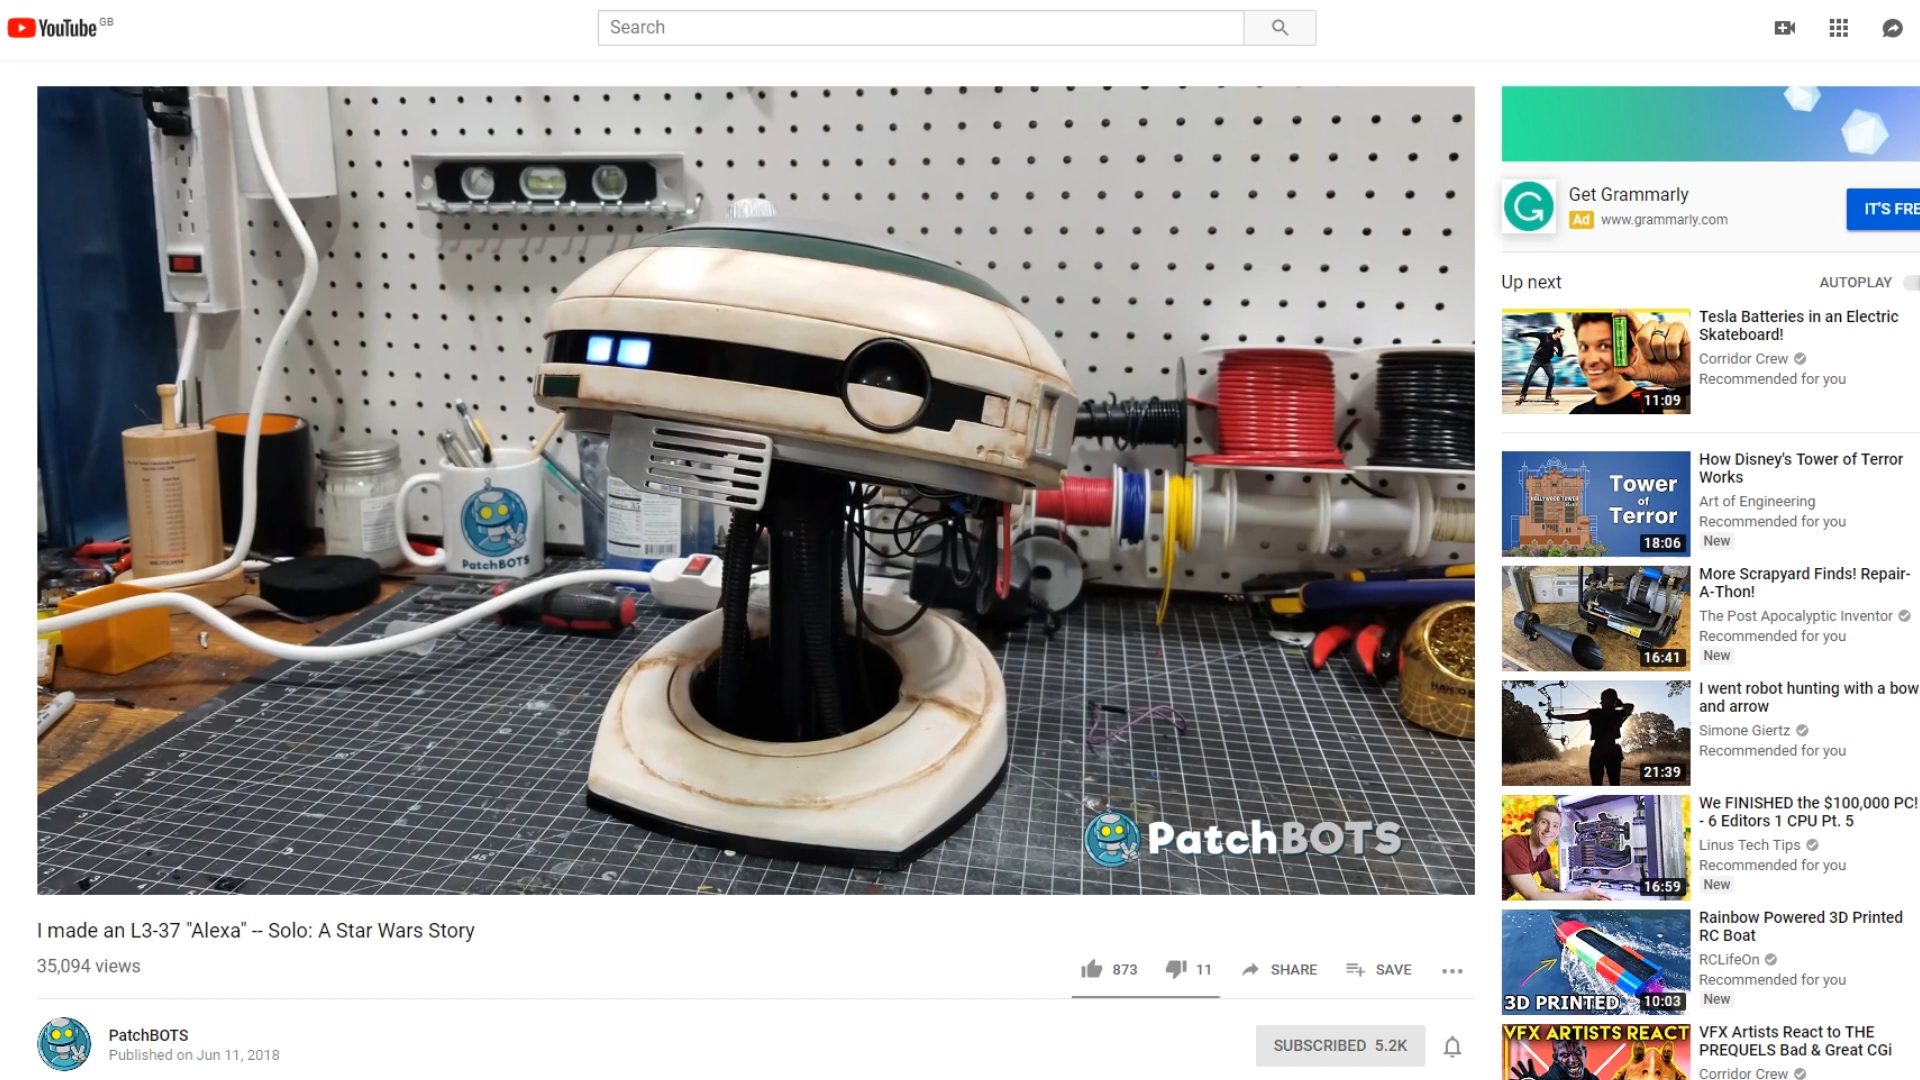 YouTube GB
Search
PatchBOTS
PatchBOTS
I made an L3-37 "Alexa" -- Solo: A Star Wars Story
35,094 views
873
11
SHARE
SAVE
PatchBOTS
Published on Jun 11, 2018
SUBSCRIBED 5.2K
Get Grammarly
Ad www.grammarly.com
IT'S FRE
Up next
AUTOPLAY
11:09
Tesla Batteries in an Electric
Skateboard!
Corridor Crew
Recommended for you
HOLLYWOOD TOWER
Tower
of
Terror
18:06
How Disney's Tower of Terror
Works
Art of Engineering
Recommended for you
New
16:41
More Scrapyard Finds! Repair-
A-Thon!
The Post Apocalyptic Inventor
Recommended for you
New
21:39
I went robot hunting with a bow
and arrow
Simone Giertz
Recommended for you
16:59
We FINISHED the $100,000 PC!
- 6 Editors 1 CPU Pt. 5
Linus Tech Tips
Recommended for you
New
3D PRINTED
10:03
Rainbow Powered 3D Printed
RC Boat
RCLifeOn
Recommended for you
New
VFX ARTISTS REACT
VFX Artists React to THE
PREQUELS Bad & Great CGi
Corridor Crew